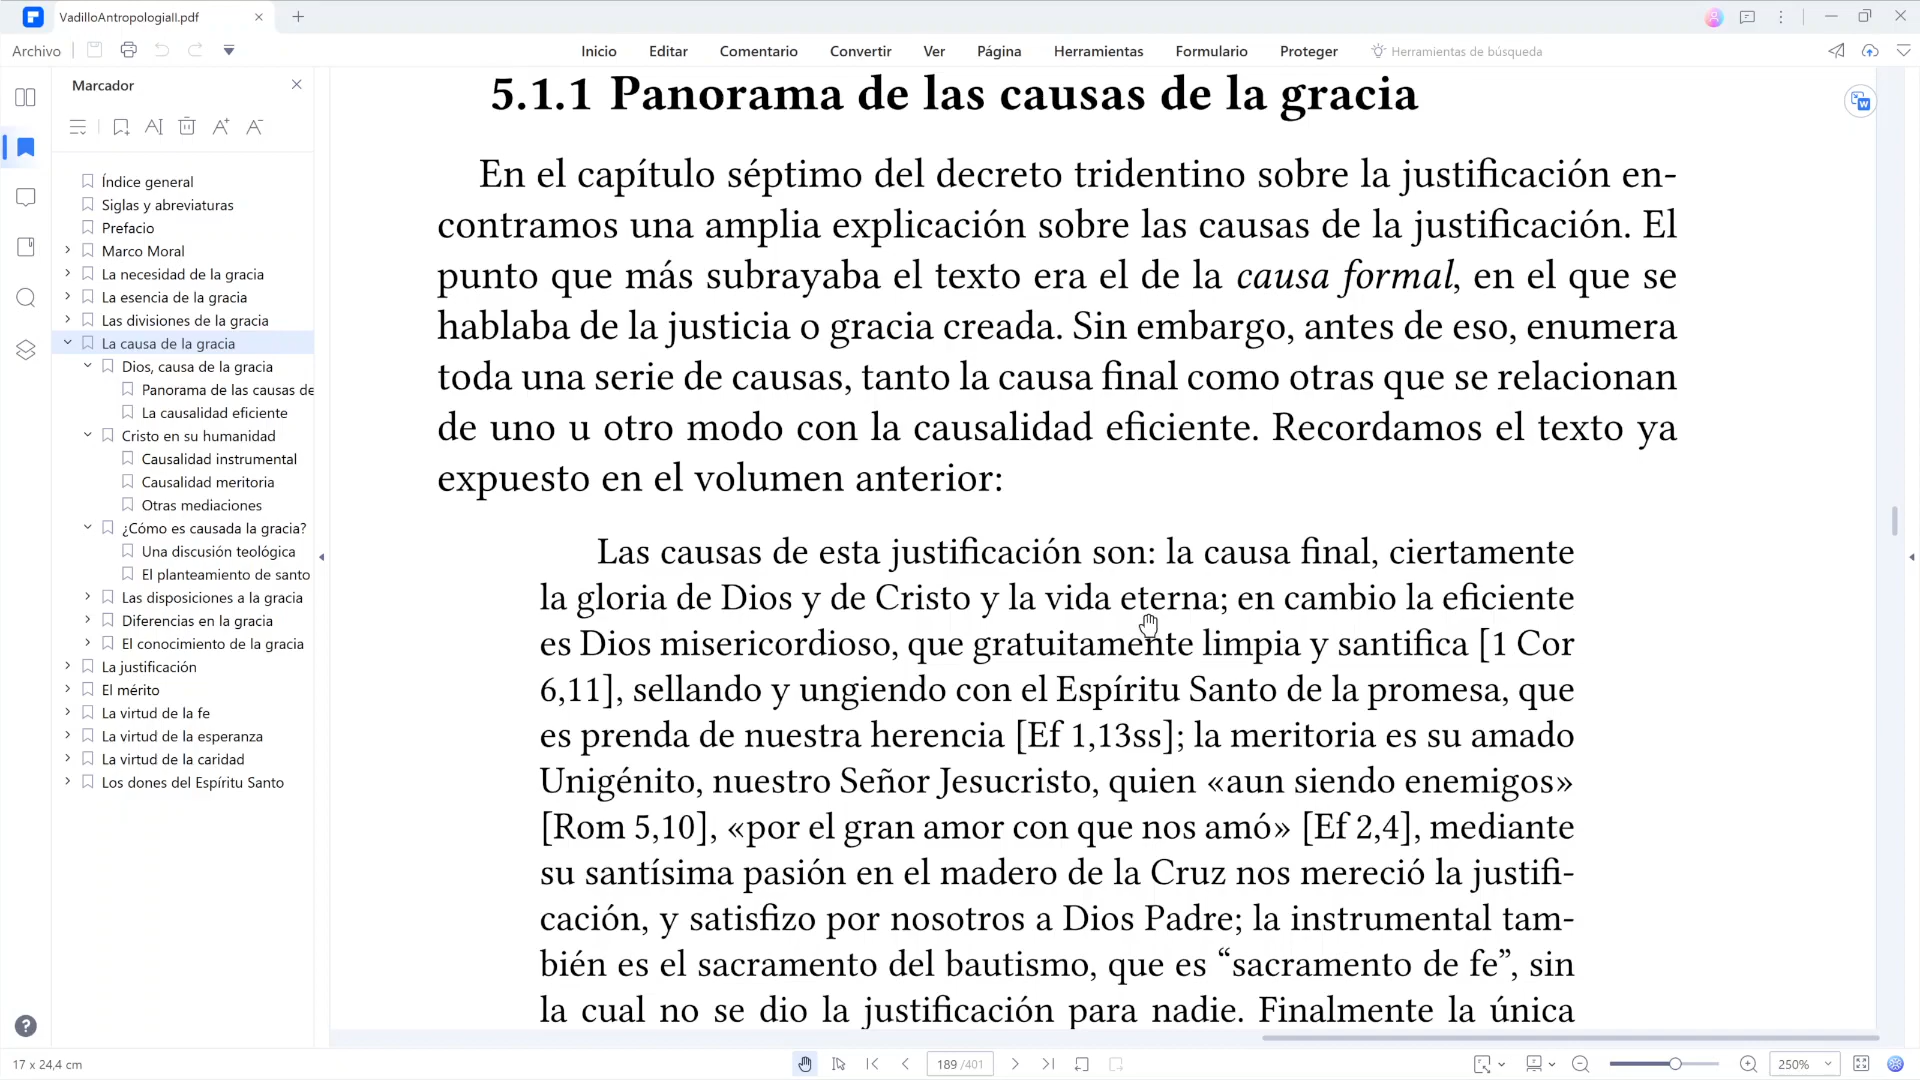 VadilloAntropologiaII.pdf
Archivo
Inicio
Editar
Comentario
Convertir
Ver
Página
Herramientas
Formulario
Proteger
Herramientas de búsqueda
Marcador
Índice general
Siglas y abreviaturas
Prefacio
Marco Moral
La necesidad de la gracia
La esencia de la gracia
Las divisiones de la gracia
La causa de la gracia
Dios, causa de la gracia
Panorama de las causas de
La causalidad eficiente
Cristo en su humanidad
Causalidad instrumental
Causalidad meritoria
Otras mediaciones
¿Cómo es causada la gracia?
Una discusión teológica
El planteamiento de santo
Las disposiciones a la gracia
Diferencias en la gracia
El conocimiento de la gracia
La justificación
El mérito
La virtud de la fe
La virtud de la esperanza
La virtud de la caridad
Los dones del Espíritu Santo
5.1.1 Panorama de las causas de la gracia
En el capítulo séptimo del decreto tridentino sobre la justificación en-
contramos una amplia explicación sobre las causas de la justificación. El
punto que más subrayaba el texto era el de la causa formal, en el que se
hablaba de la justicia o gracia creada. Sin embargo, antes de eso, enumera
toda una serie de causas, tanto la causa final como otras que se relacionan
de uno u otro modo con la causalidad eficiente. Recordamos el texto ya
expuesto en el volumen anterior:
Las causas de esta justificación son: la causa final, ciertamente
la gloria de Dios y de Cristo y la vida eterna; en cambio la eficiente
es Dios misericordioso, que gratuitamente limpia y santifica [1 Cor
6,11], sellando y ungiendo con el Espíritu Santo de la promesa, que
es prenda de nuestra herencia [Ef 1,13ss]; la meritoria es su amado
Unigénito, nuestro Señor Jesucristo, quien «aun siendo enemigos»
[Rom 5,10], «por el gran amor con que nos amó» [Ef 2,4], mediante
su santísima pasión en el madero de la Cruz nos mereció la justifi-
cación, y satisfizo por nosotros a Dios Padre; la instrumental tam-
bién es el sacramento del bautismo, que es “sacramento de fe”, sin
la cual no se dio la justificación para nadie. Finalmente la única
17 x 24,4 cm
189 /401
250%